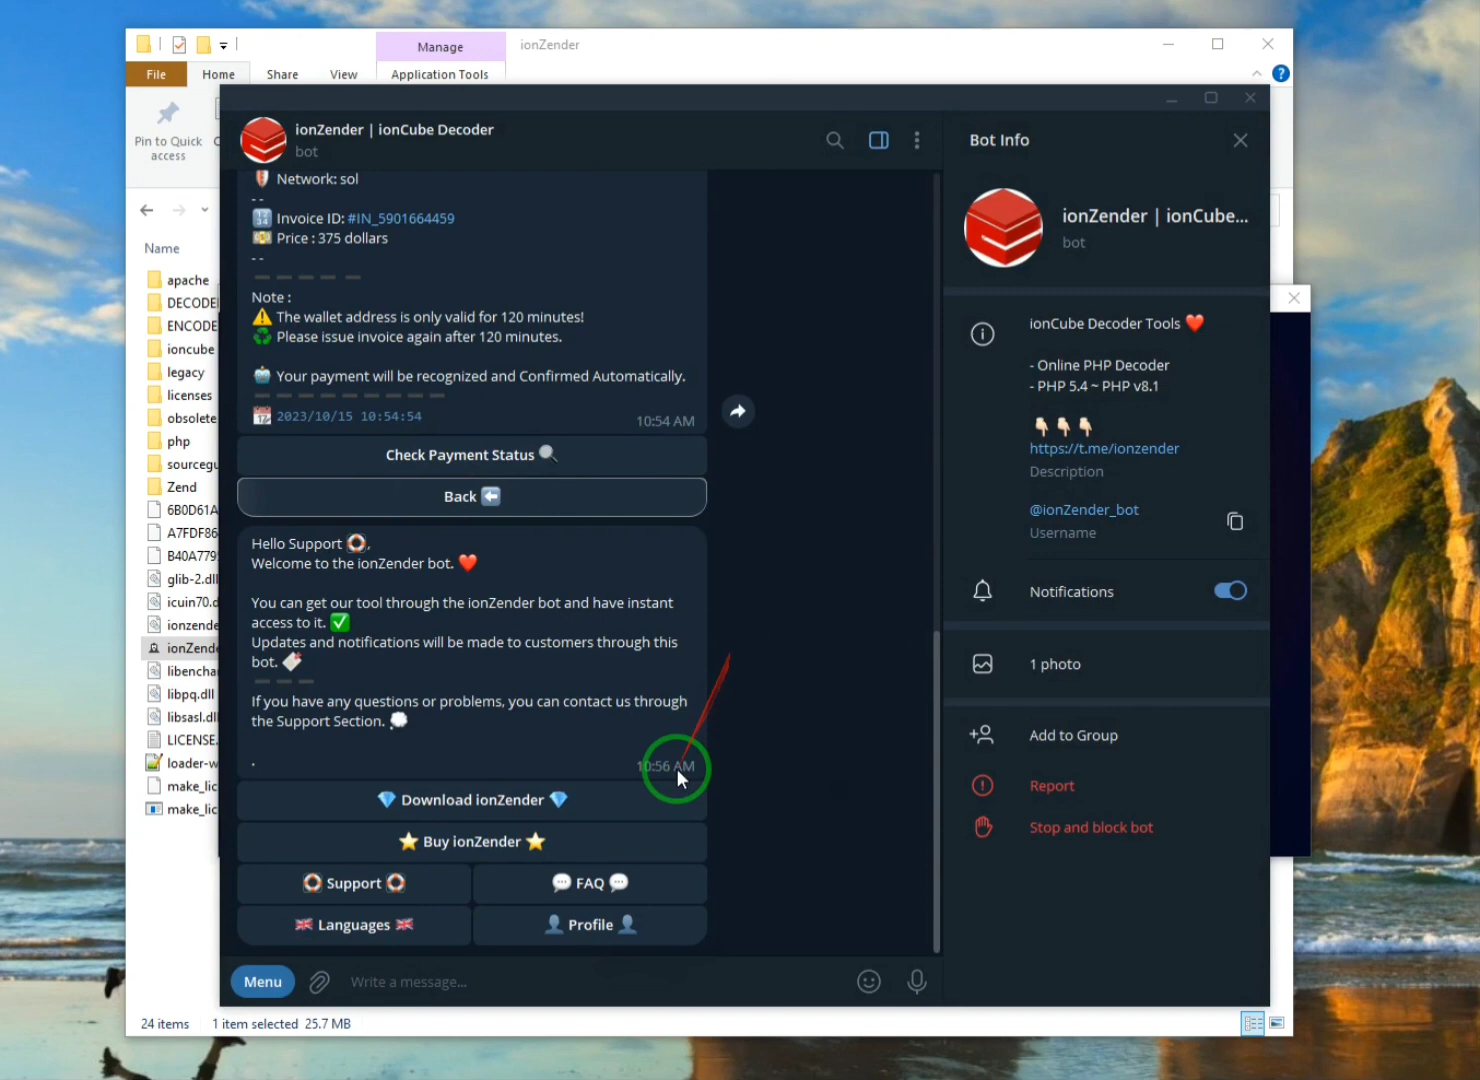 Manage
ionZender
File
Home
Share
View
Application Tools
Pin to Quick
access
Name
apache
DECODE
ENCODE
ioncube
legacy
licenses
obsolete
php
sourcegu
Zend
6B0D61A
A7FDF86
B40A779
glib-2.dll
icuin70.d
ionzende
ionZende
libencha
libpq.dll
libsasl.dll
LICENSE.
loader-w
make_lic
make_lic
24 items
1 item selected 25.7 MB
ionZender | ionCube Decoder
bot
Network: sol
--
Invoice ID: #IN_5901664459
Price : 375 dollars
--
Note :
The wallet address is only valid for 120 minutes!
Please issue invoice again after 120 minutes.
Your payment will be recognized and Confirmed Automatically.
2023/10/15 10:54:54
10:54 AM
Check Payment Status
Back
Hello Support ,
Welcome to the ionZender bot.
You can get our tool through the ionZender bot and have instant
access to it.
Updates and notifications will be made to customers through this
bot.
If you have any questions or problems, you can contact us through
the Support Section.
.
10:56 AM
Download ionZender
Buy ionZender
Support
FAQ
Languages
Profile
Menu
Write a message...
Bot Info
ionZender | ionCube...
bot
ionCube Decoder Tools
- Online PHP Decoder
- PHP 5.4 ~ PHP v8.1
https://t.me/ionzender
Description
@ionZender_bot
Username
Notifications
1 photo
Add to Group
Report
Stop and block bot